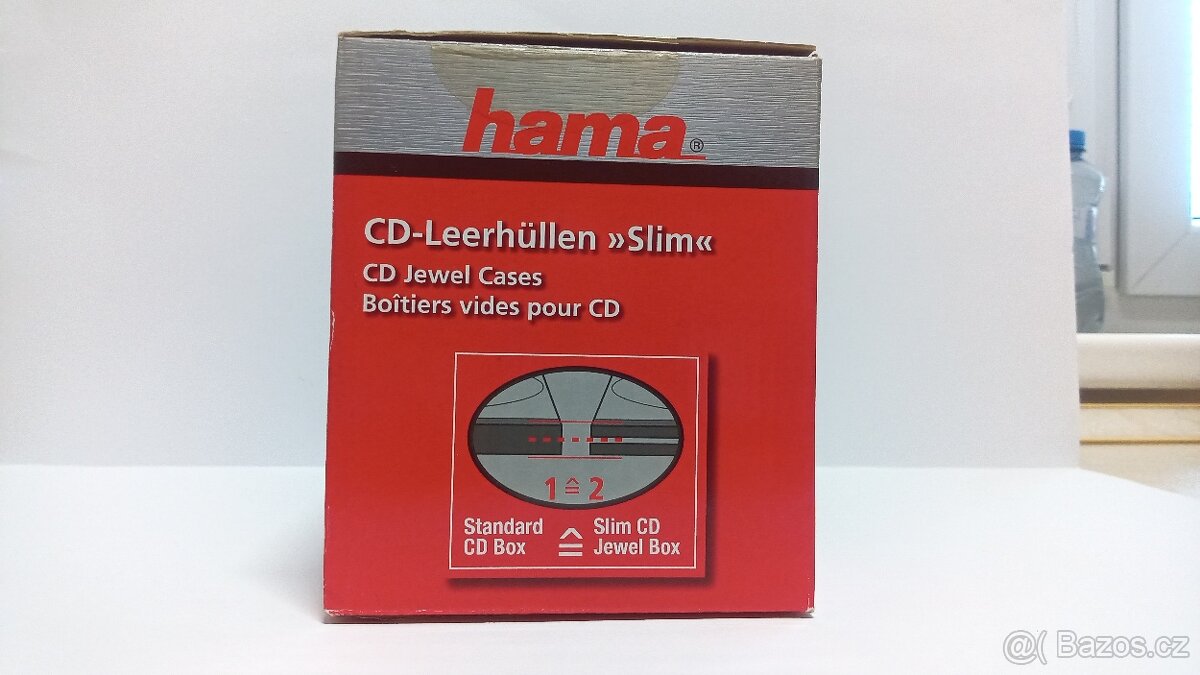 hama®
CD-Leerhüllen »Slim«
CD Jewel Cases
Boîtiers vides pour CD
1 ≙ 2
Standard CD Box ≙ Slim CD Jewel Box
@( Bazos.cz